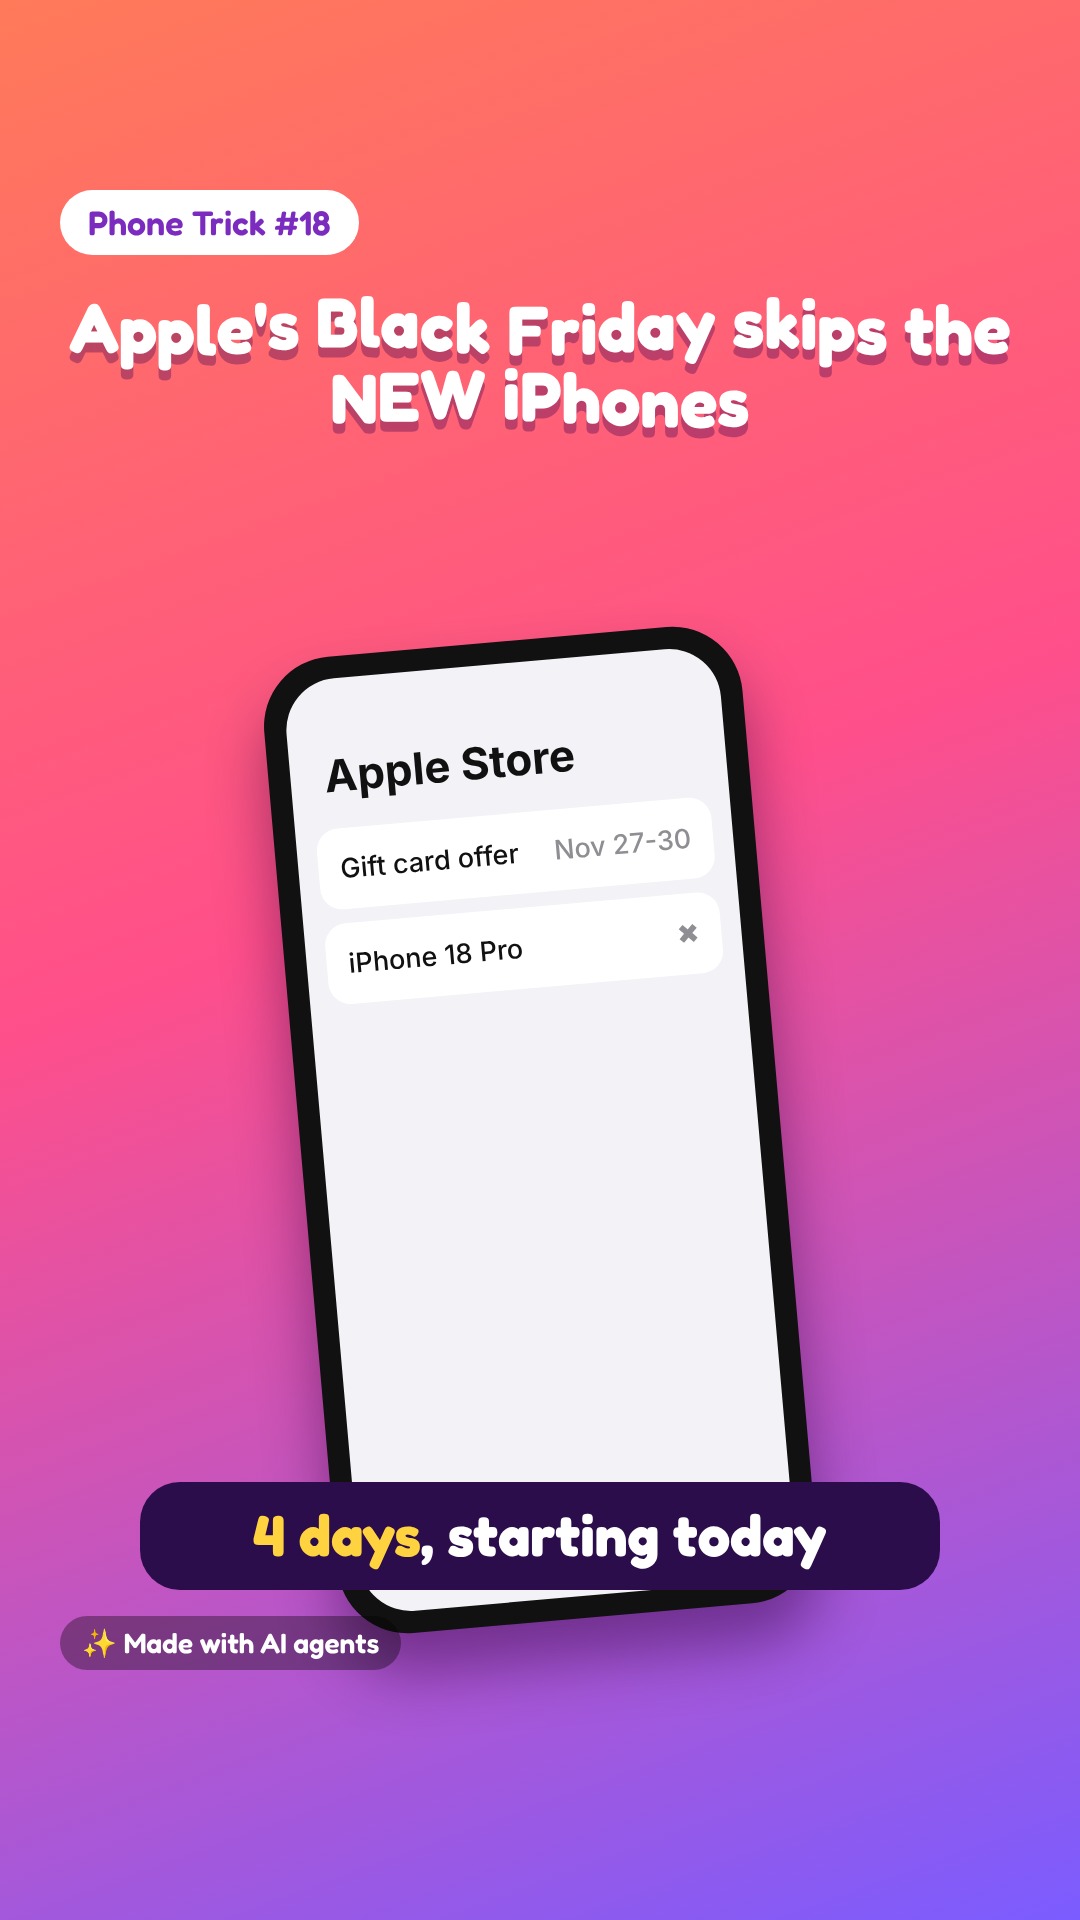 Phone Trick #18
Apple's Black Friday skips the
NEW iPhones
Apple Store
Gift card offer Nov 27-30
iPhone 18 Pro ✖
4 days, starting today
✨ Made with AI agents